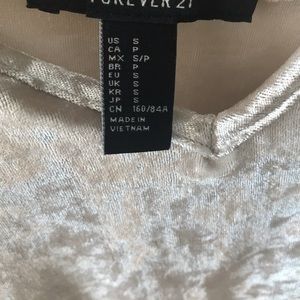 FOREVER 21
US S
CA P
MX S/P
BR P
EU S
UK S
KR S
JP S
CN 160/84A
MADE IN
VIETNAM